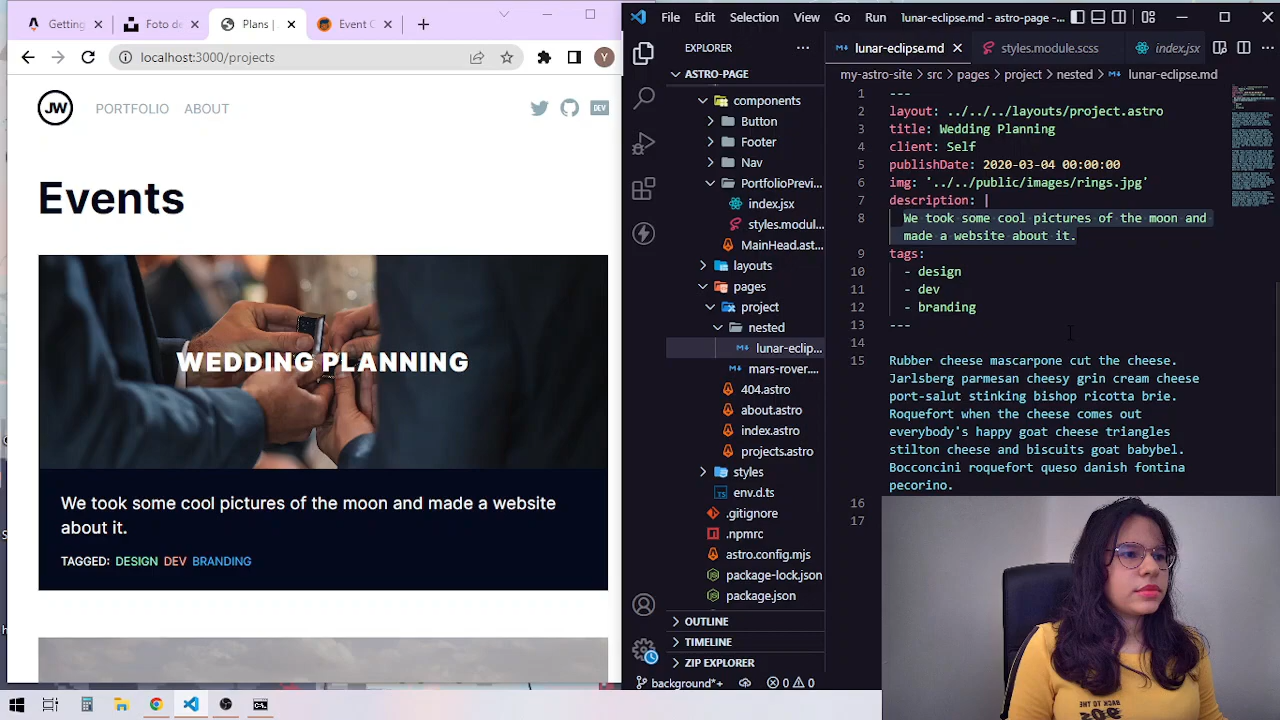 Getting
Foto de
Plans |
Event C
localhost:3000/projects
Y
JW
PORTFOLIO
ABOUT
DEV
Events
WEDDING PLANNING
We took some cool pictures of the moon and made a website
about it.
TAGGED: DESIGN DEV BRANDING
File
Edit
Selection
View
Go
Run
lunar-eclipse.md - astro-page -...
EXPLORER
ASTRO-PAGE
components
Button
Footer
Nav
PortfolioPrevi...
index.jsx
styles.modul...
MainHead.ast...
layouts
pages
project
nested
lunar-eclip...
mars-rover....
404.astro
about.astro
index.astro
projects.astro
styles
env.d.ts
.gitignore
.npmrc
astro.config.mjs
package-lock.json
package.json
OUTLINE
TIMELINE
ZIP EXPLORER
background*+
0 0
lunar-eclipse.md
styles.module.scss
index.jsx
my-astro-site > src > pages > project > nested > lunar-eclipse.md
1 ---
2 layout: ../../../layouts/project.astro
3 title: Wedding Planning
4 client: Self
5 publishDate: 2020-03-04 00:00:00
6 img: '../../public/images/rings.jpg'
7 description: |
8 We took some cool pictures of the moon and
made a website about it.
9 tags:
10 - design
11 - dev
12 - branding
13 ---
14
15 Rubber cheese mascarpone cut the cheese.
Jarlsberg parmesan cheesy grin cream cheese
port-salut stinking bishop ricotta brie.
Roquefort when the cheese comes out
everybody's happy goat cheese triangles
stilton cheese and biscuits goat babybel.
Bocconcini roquefort queso danish fontina
pecorino.
16
17